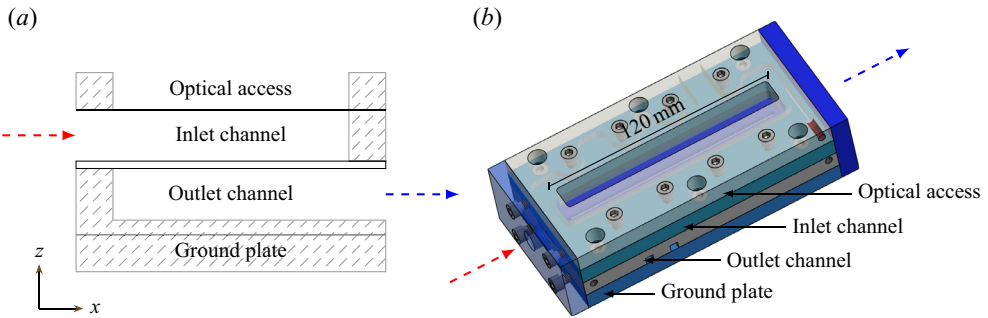 (a)
Optical access
Inlet channel
Outlet channel
Ground plate
z
x
(b)
120 mm
Optical access
Inlet channel
Outlet channel
Ground plate